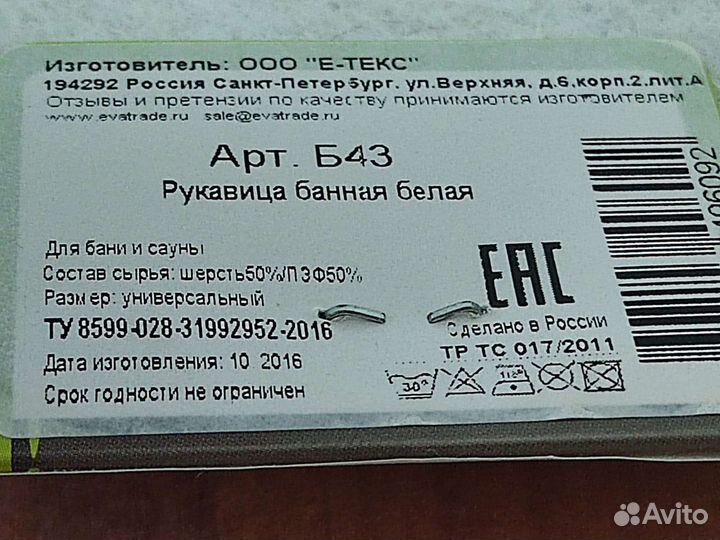 Изготовитель: ООО "Е-ТЕКС"
194292 Россия Санкт-Петербург, ул.Верхняя, д.6,корп.2,лит.А
Отзывы и претензии по качеству принимаются изготовителем
www.evatrade.ru sale@evatrade.ru
Арт. Б43
Рукавица банная белая
Для бани и сауны
Состав сырья: шерсть50%/ПЭФ50%
Размер: универсальный
ТУ 8599-028-31992952-2016
Дата изготовления: 10 2016
Срок годности не ограничен
ЕАС
Сделано в России
ТР ТС 017/2011
30°
06092
Avito